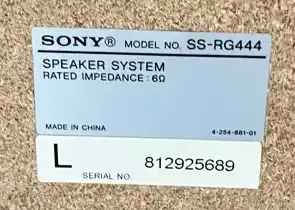 SONY® MODEL NO. SS-RG444
SPEAKER SYSTEM
RATED IMPEDANCE : 6Ω
MADE IN CHINA 4-254-881-01
L 812925689
SERIAL NO.